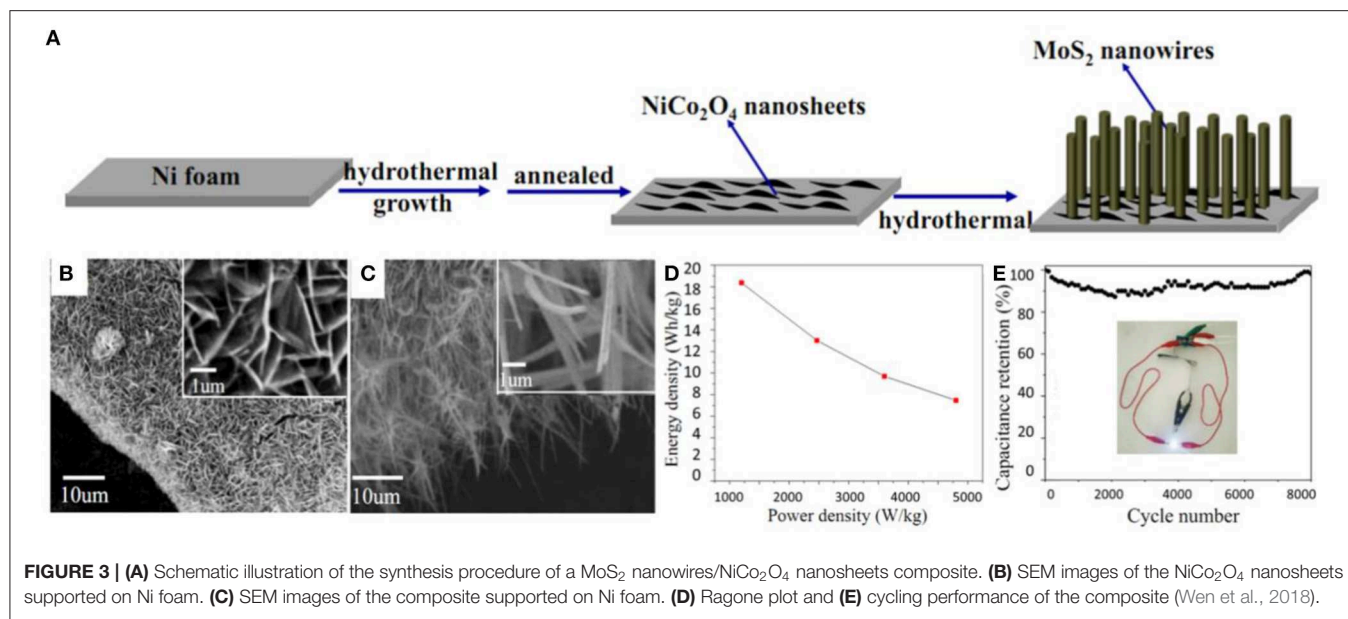 A
MoS₂ nanowires
NiCo₂O₄ nanosheets
Ni foam
hydrothermal
growth
annealed
hydrothermal
B
1um
10um
C
1um
10um
D
Energy density (Wh/kg)
20
18
16
14
12
10
8
6
4
2
0
1000 2000 3000 4000 5000
Power density (W/kg)
E
Capacitance retention (%)
100
80
60
40
20
0
0 2000 4000 6000 8000
Cycle number
FIGURE 3 | (A) Schematic illustration of the synthesis procedure of a MoS₂ nanowires/NiCo₂O₄ nanosheets composite. (B) SEM images of the NiCo₂O₄ nanosheets
supported on Ni foam. (C) SEM images of the composite supported on Ni foam. (D) Ragone plot and (E) cycling performance of the composite (Wen et al., 2018).